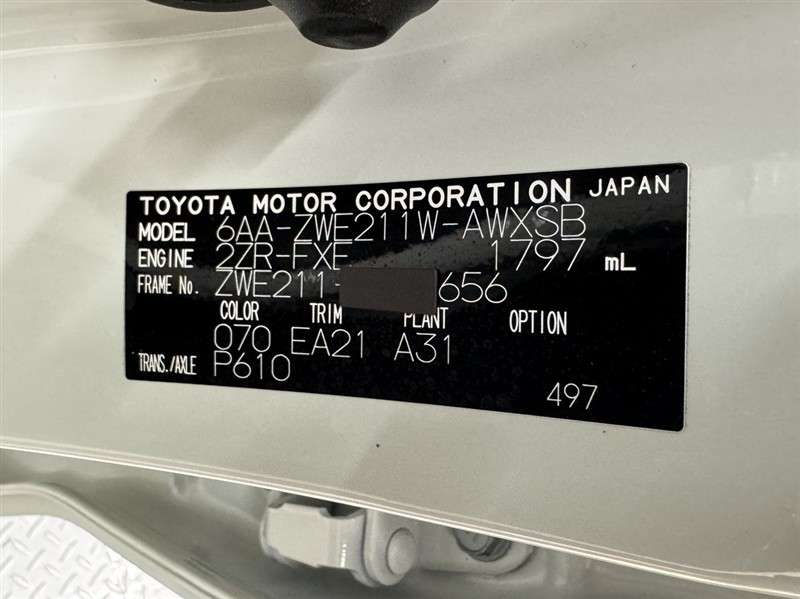 TOYOTA MOTOR CORPORATION JAPAN
MODEL 6AA-ZWE211W-AWXSB
ENGINE 2ZR-FXE 1797 mL
FRAME No. ZWE211- 656
COLOR TRIM PLANT OPTION
070 EA21 A31
TRANS./AXLE P610
497